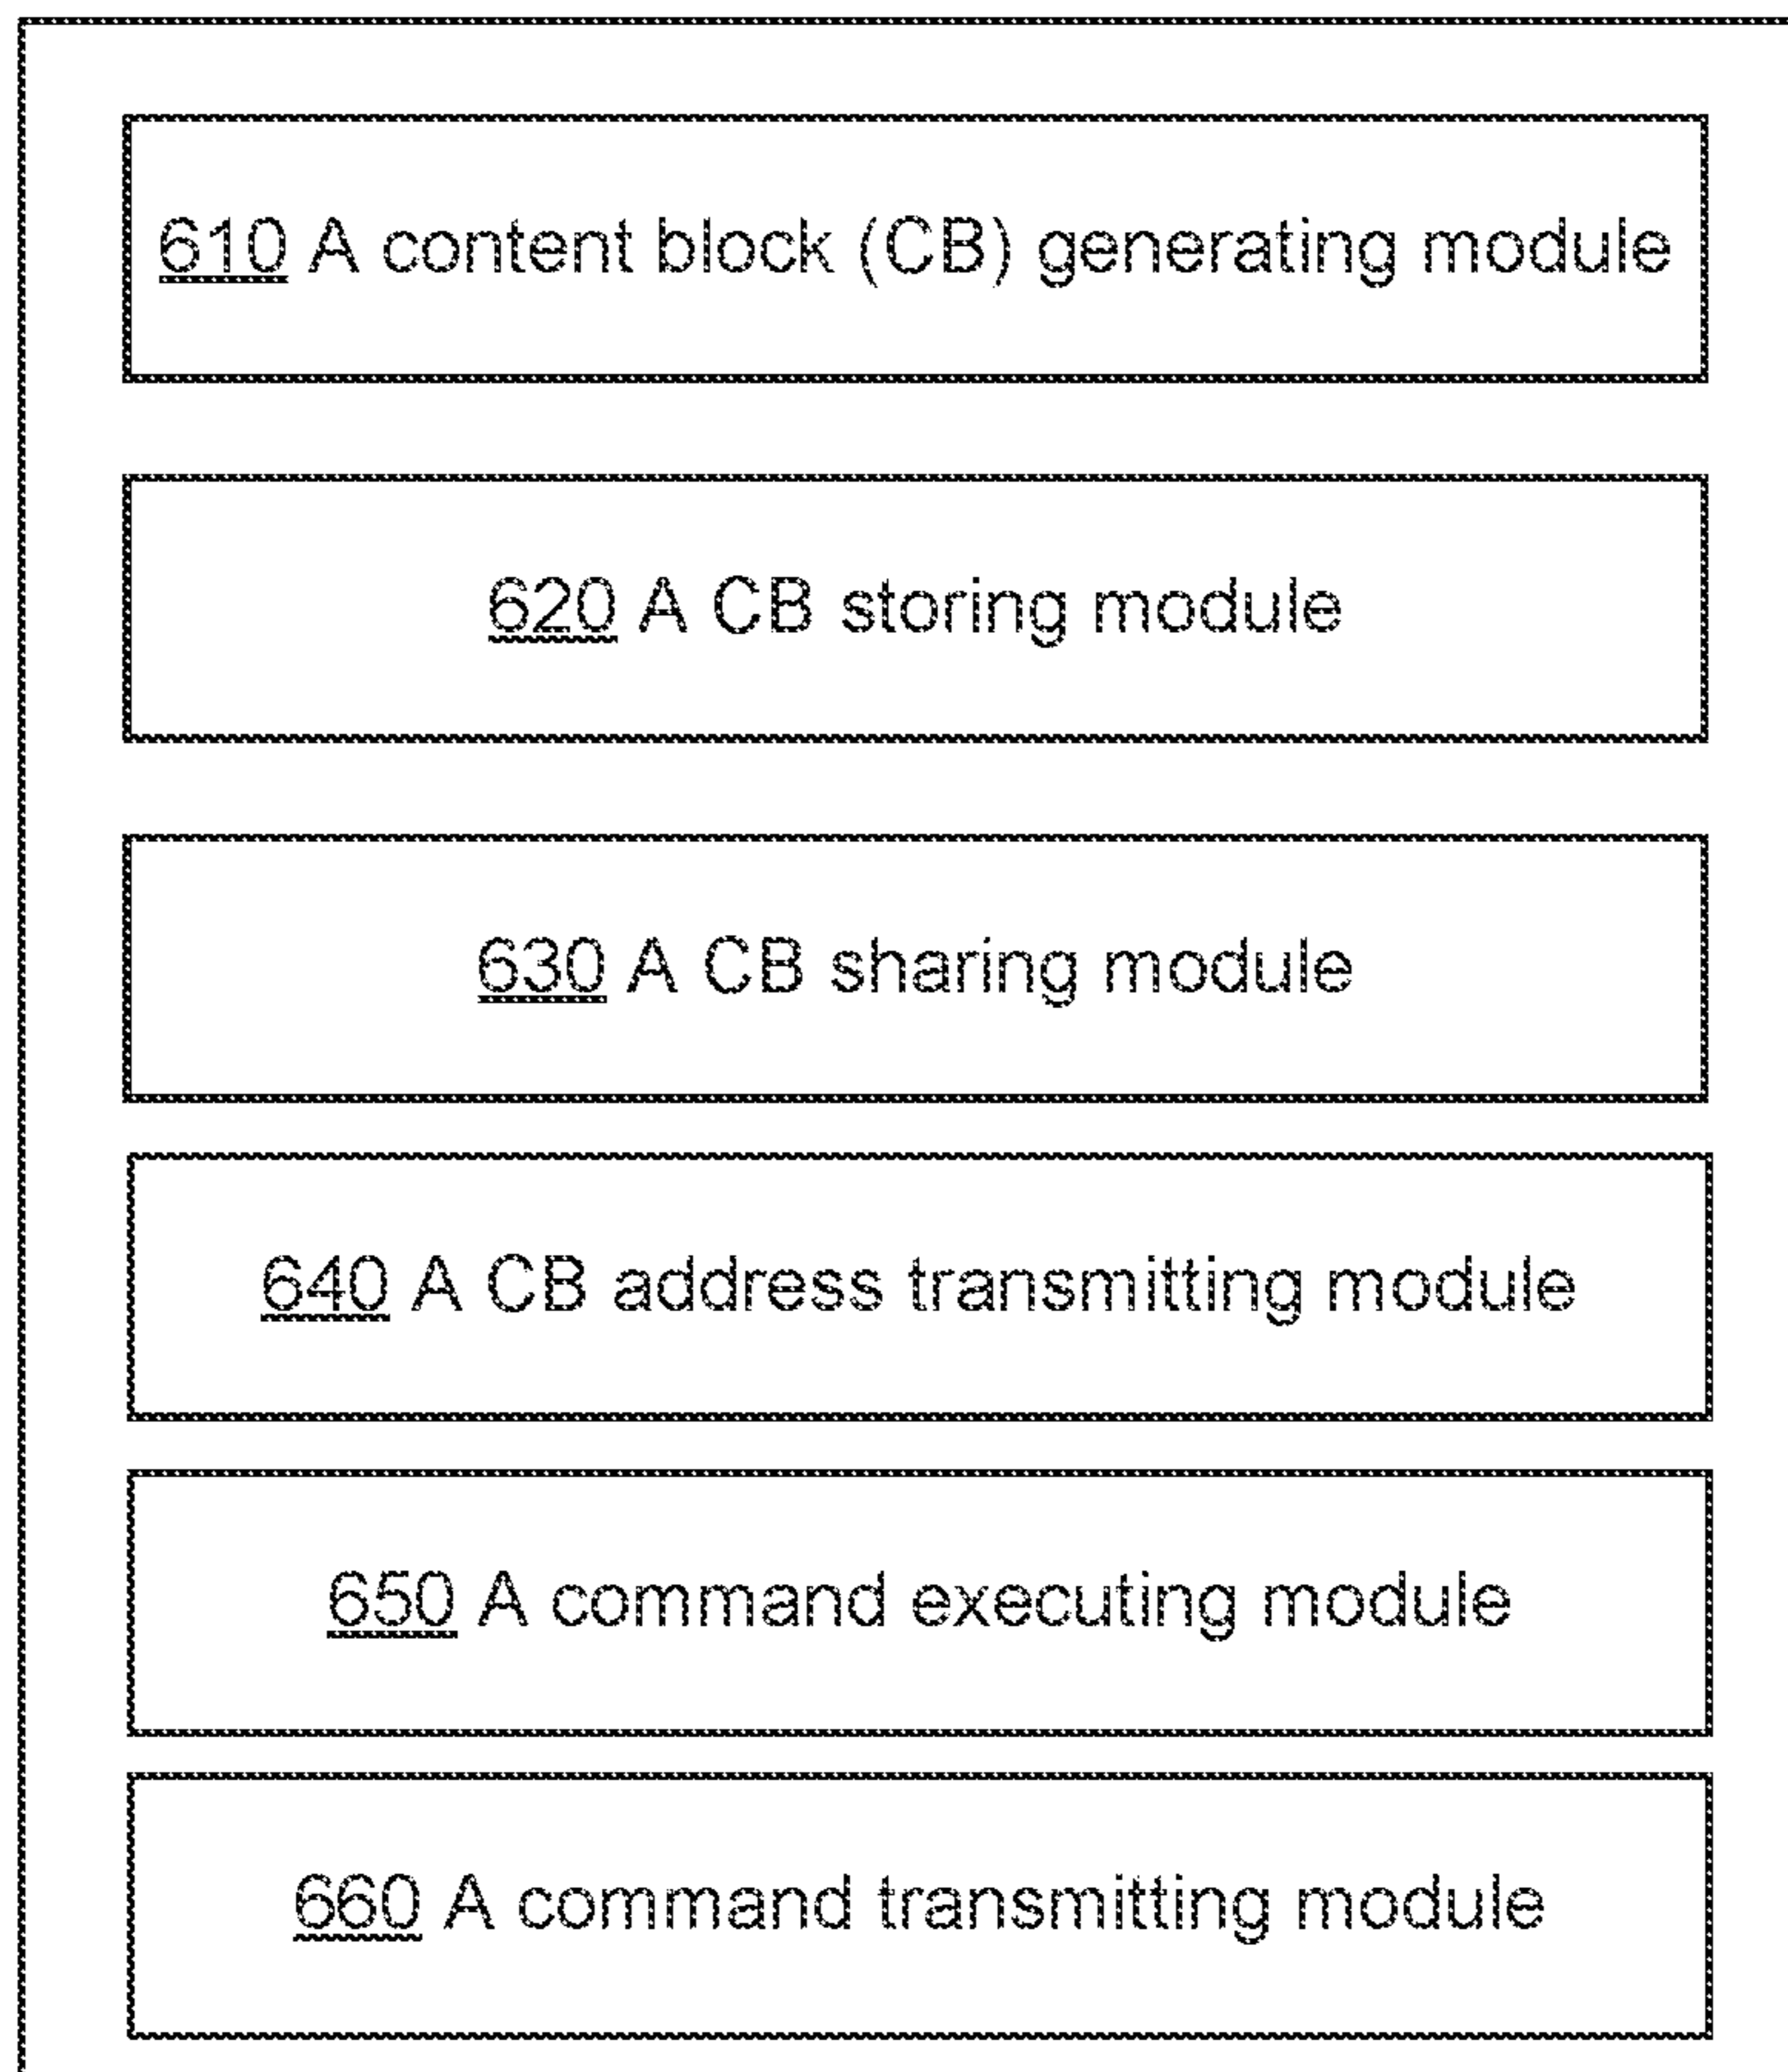 610 A content block (CB) generating module
620 A CB storing module
630 A CB sharing module
640 A CB address transmitting module
650 A command executing module
660 A command transmitting module